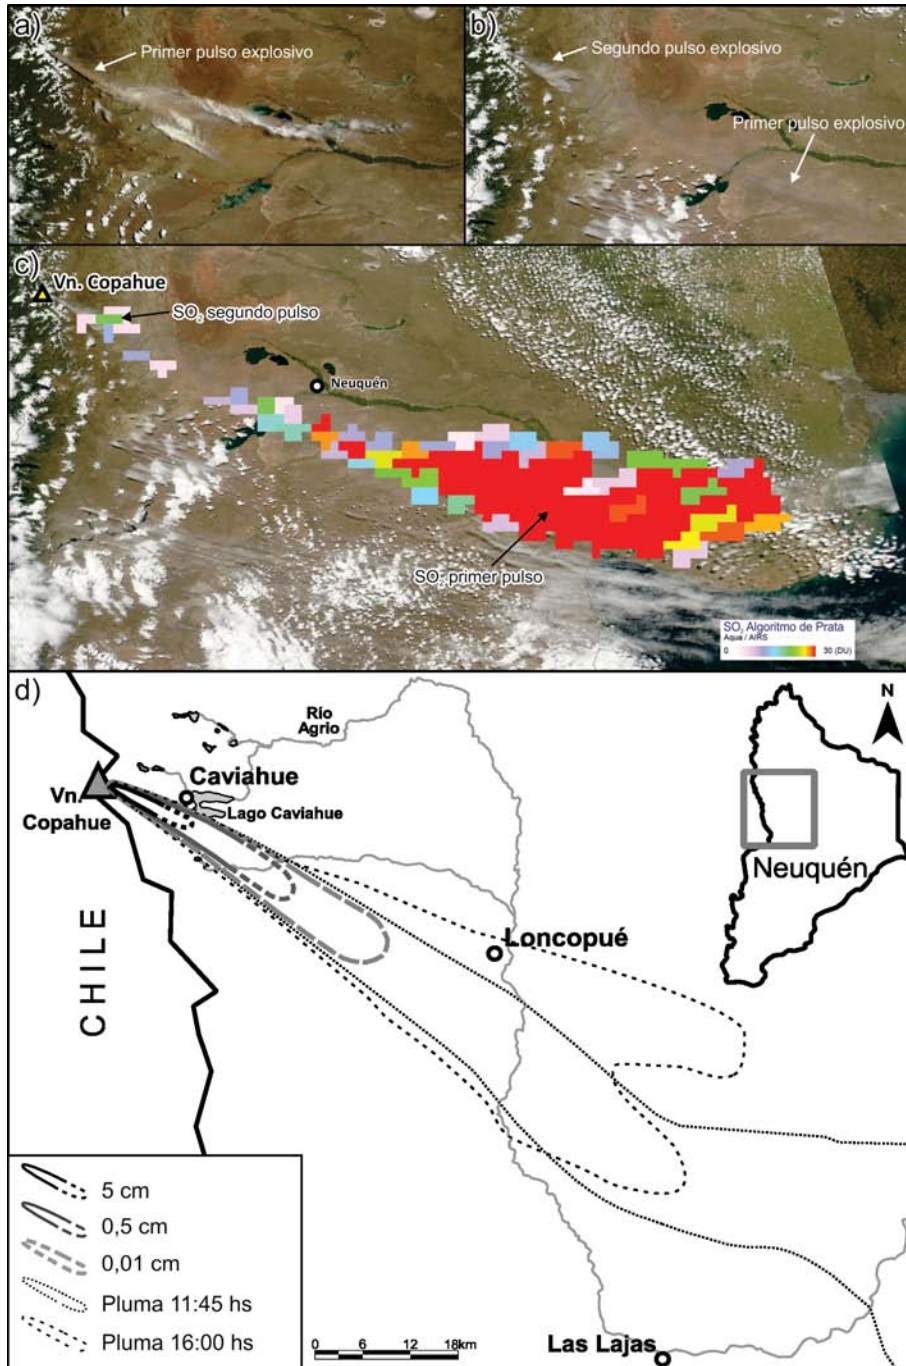 a)
Primer pulso explosivo
b)
Segundo pulso explosivo
Primer pulso explosivo
c)
Vn. Copahue
SO2 segundo pulso
Neuquén
SO2 primer pulso
SO2 Algoritmo de Prata
Aqua / AIRS
0 30 (DU)
d)
Río
Agrio
N
Caviahue
Vn.
Copahue
Lago Caviahue
Neuquén
Loncopué
CHILE
5 cm
0,5 cm
0,01 cm
Pluma 11:45 hs
Pluma 16:00 hs
0 6 12 18km
Las Lajas